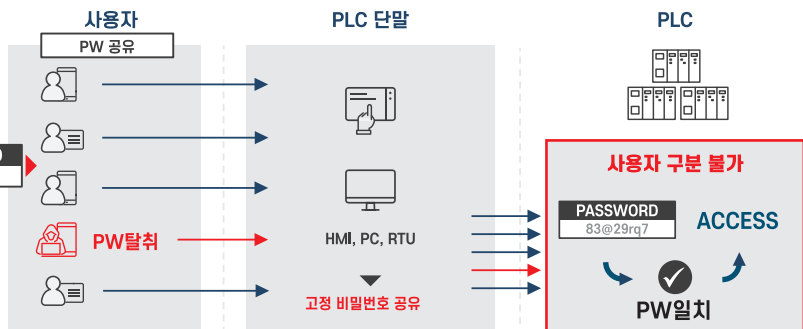 사용자
PLC 단말
PLC
PW 공유
사용자 구분 불가
PASSWORD
83@29rq7
ACCESS
PW탈취
HMI, PC, RTU
고정 비밀번호 공유
PW일치